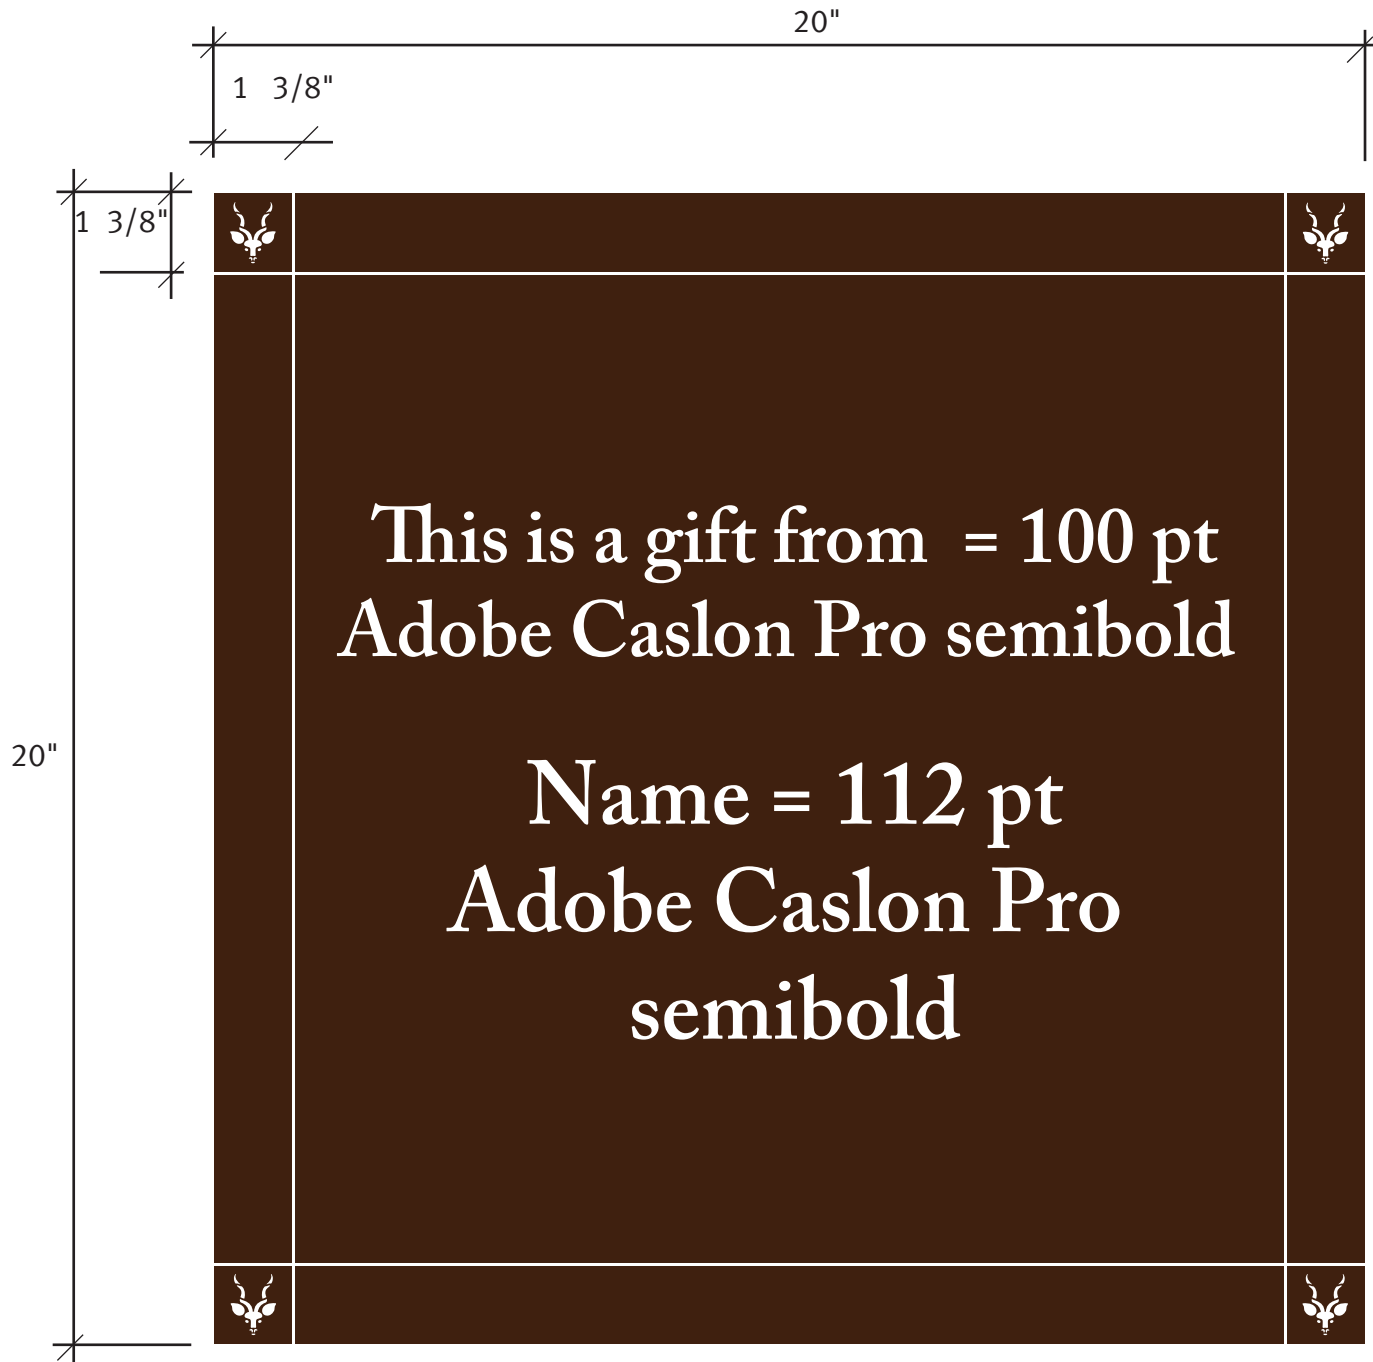 20"
1 3/8"
1 3/8"
This is a gift from = 100 pt
Adobe Caslon Pro semibold
20"
Name = 112 pt
Adobe Caslon Pro
semibold